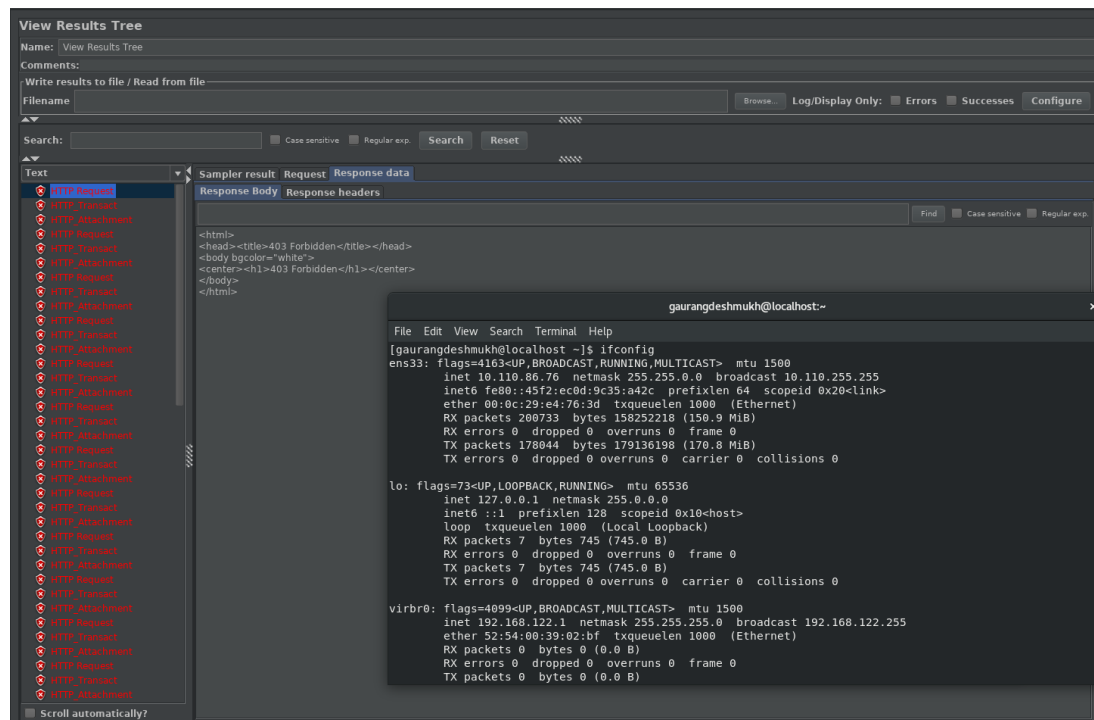 View Results Tree
Name: View Results Tree
Comments:
Write results to file / Read from file
Filename Browse... Log/Display Only: Errors Successes Configure
Search: Case sensitive Regular exp. Search Reset
Text
Sampler result Request Response data
Response Body Response headers
Find Case sensitive Regular exp.
<html>
<head><title>403 Forbidden</title></head>
<body bgcolor="white">
<center><h1>403 Forbidden</h1></center>
</body>
</html>
HTTP Request
HTTP_Transact
HTTP_Attachment
HTTP Request
HTTP_Transact
HTTP_Attachment
HTTP Request
HTTP_Transact
HTTP_Attachment
HTTP Request
HTTP_Transact
HTTP_Attachment
HTTP Request
HTTP_Transact
HTTP_Attachment
HTTP Request
HTTP_Transact
HTTP_Attachment
HTTP Request
HTTP_Transact
HTTP_Attachment
HTTP Request
HTTP_Transact
HTTP_Attachment
HTTP Request
HTTP_Transact
HTTP_Attachment
HTTP Request
HTTP_Transact
HTTP_Attachment
HTTP Request
HTTP_Transact
HTTP_Attachment
HTTP Request
HTTP_Transact
HTTP_Attachment
Scroll automatically?
gaurangdeshmukh@localhost:~
File Edit View Search Terminal Help
[gaurangdeshmukh@localhost ~]$ ifconfig
ens33: flags=4163<UP,BROADCAST,RUNNING,MULTICAST> mtu 1500
inet 10.110.86.76 netmask 255.255.0.0 broadcast 10.110.255.255
inet6 fe80::45f2:ec0d:9c35:a42c prefixlen 64 scopeid 0x20<link>
ether 00:0c:29:e4:76:3d txqueuelen 1000 (Ethernet)
RX packets 200733 bytes 158252218 (150.9 MiB)
RX errors 0 dropped 0 overruns 0 frame 0
TX packets 178044 bytes 179136198 (170.8 MiB)
TX errors 0 dropped 0 overruns 0 carrier 0 collisions 0
lo: flags=73<UP,LOOPBACK,RUNNING> mtu 65536
inet 127.0.0.1 netmask 255.0.0.0
inet6 ::1 prefixlen 128 scopeid 0x10<host>
loop txqueuelen 1000 (Local Loopback)
RX packets 7 bytes 745 (745.0 B)
RX errors 0 dropped 0 overruns 0 frame 0
TX packets 7 bytes 745 (745.0 B)
TX errors 0 dropped 0 overruns 0 carrier 0 collisions 0
virbr0: flags=4099<UP,BROADCAST,MULTICAST> mtu 1500
inet 192.168.122.1 netmask 255.255.255.0 broadcast 192.168.122.255
ether 52:54:00:39:02:bf txqueuelen 1000 (Ethernet)
RX packets 0 bytes 0 (0.0 B)
RX errors 0 dropped 0 overruns 0 frame 0
TX packets 0 bytes 0 (0.0 B)